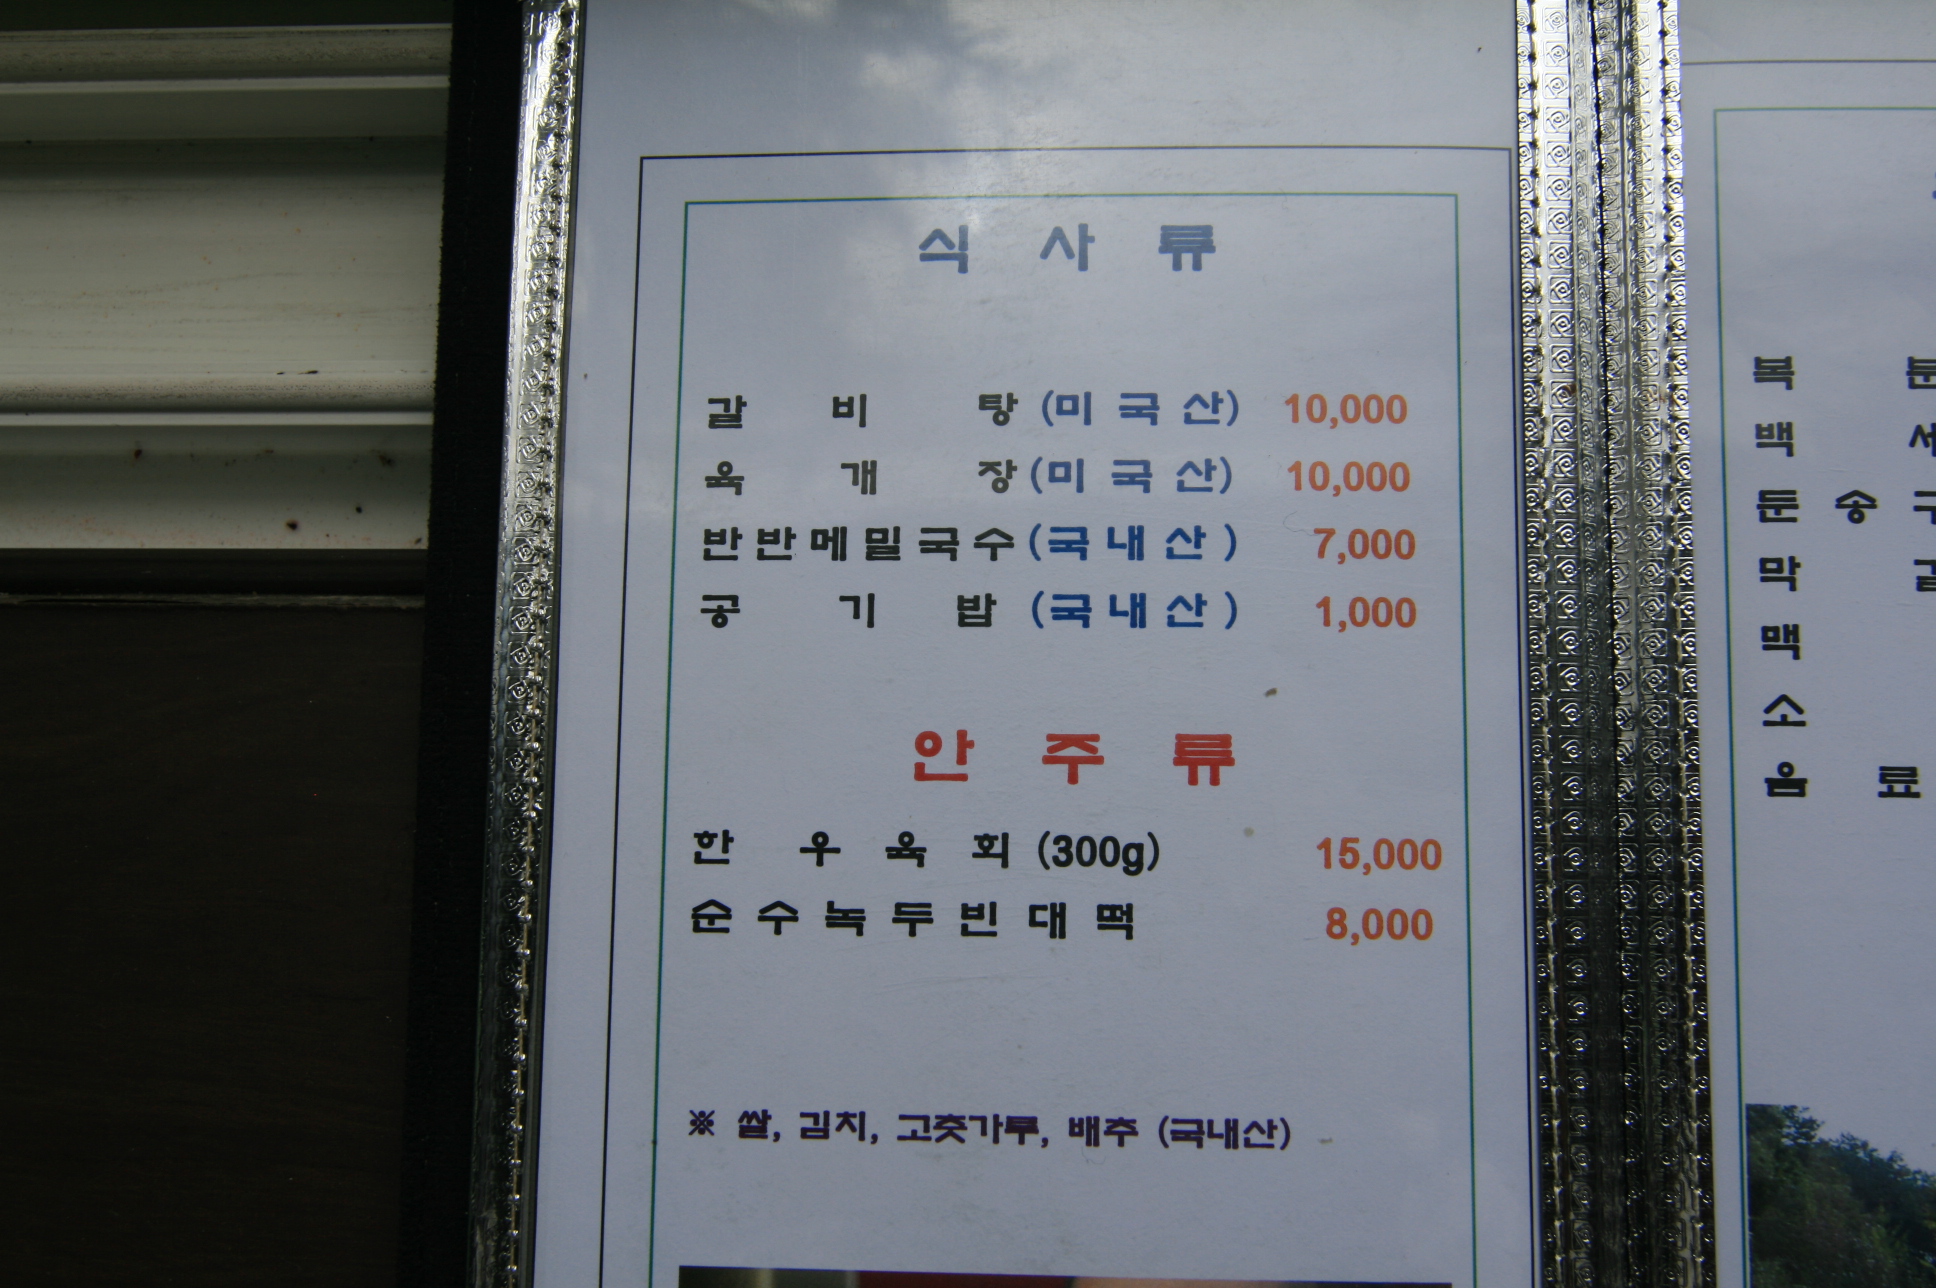 식 사 류
갈 비 탕 (미 국 산) 10,000
육 개 장 (미 국 산) 10,000
반반메밀국수 (국내산) 7,000
공 기 밥 (국내산) 1,000
안 주 류
한 우 육 회 (300g) 15,000
순 수 녹 두 빈 대 떡 8,000
※ 쌀, 김치, 고춧가루, 배추 (국내산)
복 분
백
둔 송
막
맥
소
음 료